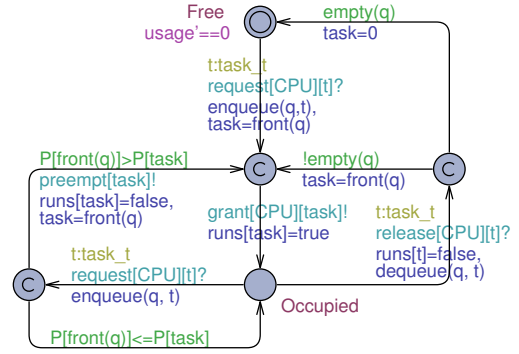 Free
usage'==0
empty(q)
task=0
t:task_t
request[CPU][t]?
enqueue(q,t),
task=front(q)
P[front(q)]>P[task]
preempt[task]!
runs[task]=false,
task=front(q)
C
!empty(q)
task=front(q)
C
grant[CPU][task]!
runs[task]=true
t:task_t
release[CPU][t]?
runs[t]=false,
dequeue(q, t)
t:task_t
request[CPU][t]?
enqueue(q, t)
C
Occupied
P[front(q)]<=P[task]